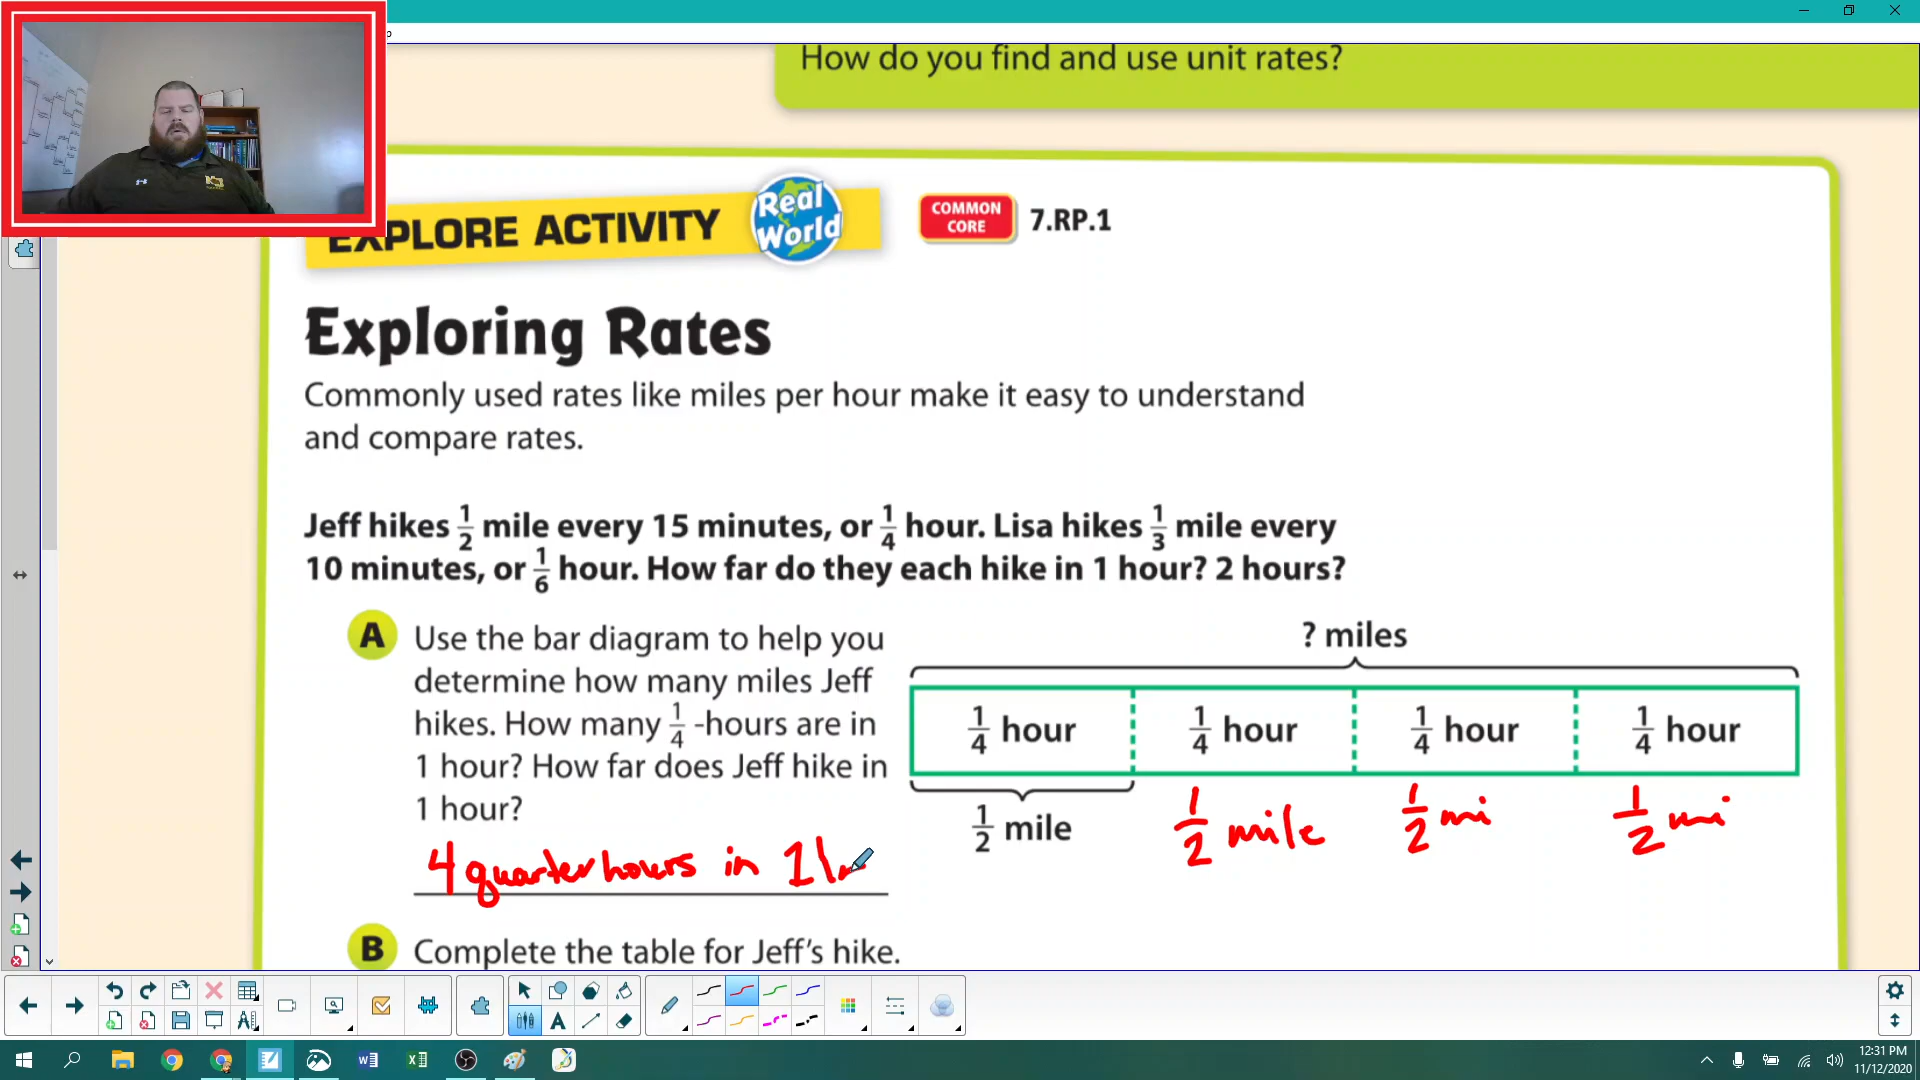 How do you find and use unit rates?
EXPLORE ACTIVITY
Real World
COMMON CORE
7.RP.1
Exploring Rates
Commonly used rates like miles per hour make it easy to understand
and compare rates.
Jeff hikes 1/2 mile every 15 minutes, or 1/4 hour. Lisa hikes 1/3 mile every
10 minutes, or 1/6 hour. How far do they each hike in 1 hour? 2 hours?
A Use the bar diagram to help you
determine how many miles Jeff
hikes. How many 1/4 -hours are in
1 hour? How far does Jeff hike in
1 hour?
4 quarter hours in 1
? miles
1/4 hour 1/4 hour 1/4 hour 1/4 hour
1/2 mile 1/2 mile 1/2 mi 1/2 mi
B Complete the table for Jeff's hike.
12:31 PM
11/12/2020